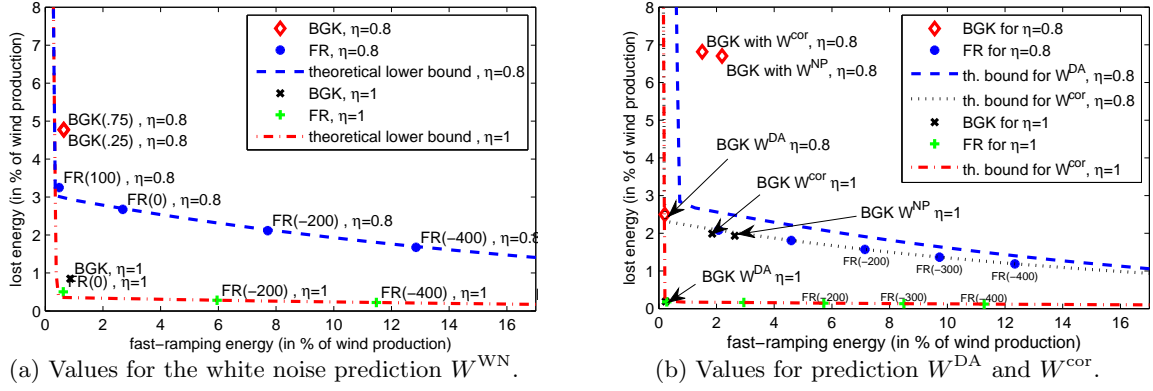 8
7
6
5
4
3
2
1
0
lost energy (in % of wind production)
BGK, η=0.8
FR, η=0.8
theoretical lower bound , η=0.8
BGK, η=1
FR, η=1
theoretical lower bound , η=1
BGK(.75) , η=0.8
BGK(.25) , η=0.8
FR(100) , η=0.8
FR(0) , η=0.8
FR(−200) , η=0.8
FR(−400) , η=0.8
BGK, η=1
FR(0) , η=1
FR(−200) , η=1
FR(−400) , η=1
0 2 4 6 8 10 12 14 16
fast−ramping energy (in % of wind production)
(a) Values for the white noise prediction W^WN.
8
7
6
5
4
3
2
1
0
lost energy (in % of wind production)
BGK with W^cor, η=0.8
BGK with W^NP, η=0.8
BGK for η=0.8
FR for η=0.8
th. bound for W^DA, η=0.8
th. bound for W^cor, η=0.8
BGK for η=1
FR for η=1
th. bound for W^cor, η=1
BGK W^DA η=0.8
BGK W^cor η=1
BGK W^NP η=1
FR(−200)
FR(−300)
FR(−400)
BGK W^DA η=1
FR(−200)
FR(−300)
FR(−400)
0 2 4 6 8 10 12 14 16
fast−ramping energy (in % of wind production)
(b) Values for prediction W^DA and W^cor.